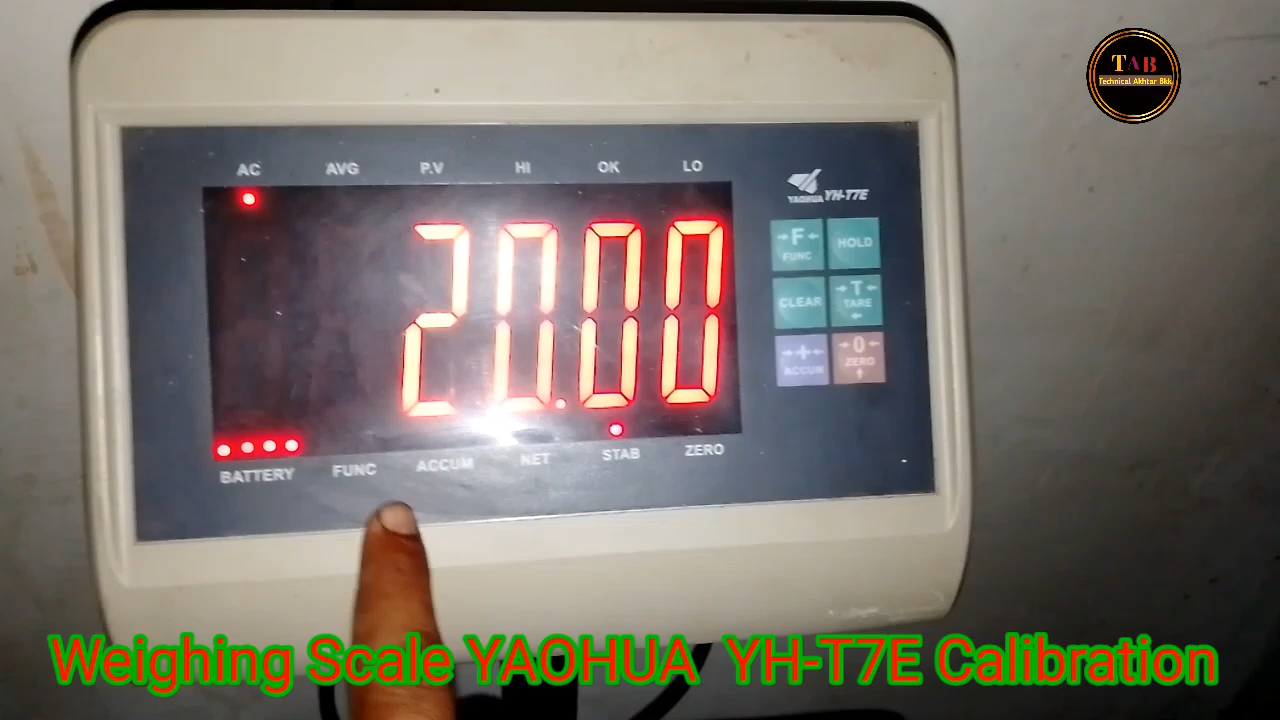 TAB
Technical Akhtar Bkk
AC AVG P.V HI OK LO
YAOHUA YH-T7E
20.00
F
FUNC
HOLD
CLEAR
T
TARE
ACCUM
0
ZERO
BATTERY FUNC ACCUM NET STAB ZERO
Weighing Scale YAOHUA YH-T7E Calibration